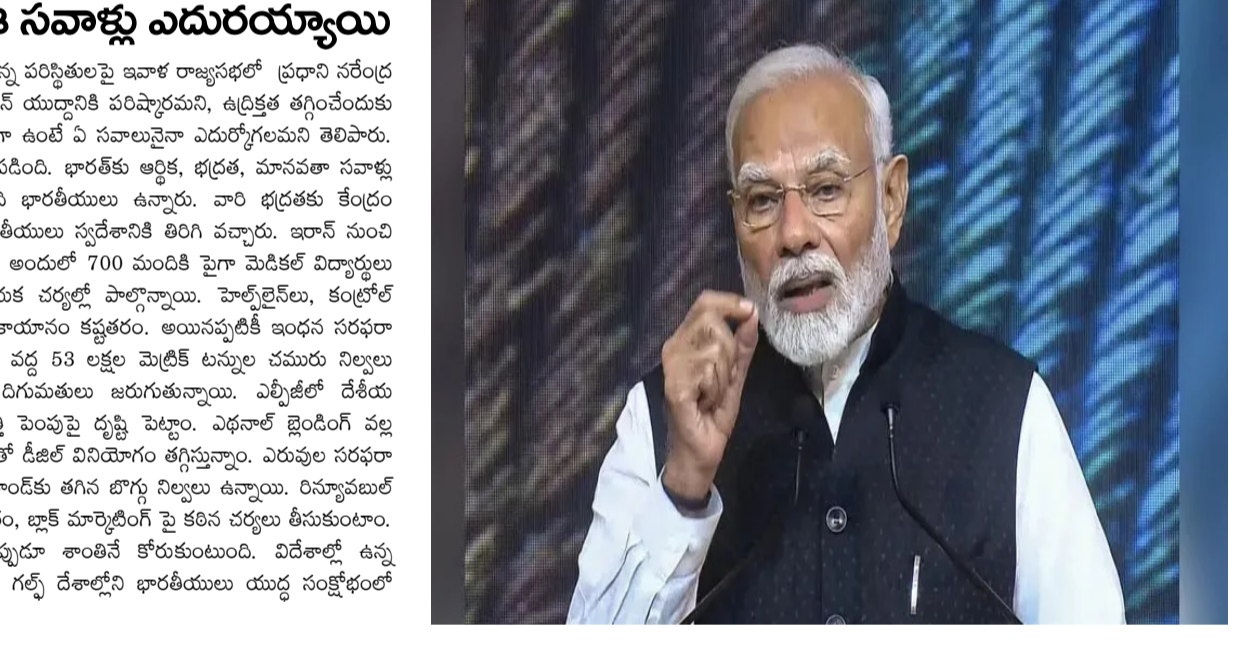 3 సవాళ్లు ఎదురయ్యాయి
న్న పరిస్థితులపై ఇవాళ రాజ్యసభలో ప్రధాని నరేంద్ర
న్ యుద్ధానికి పరిష్కారమని, ఉద్రిక్తత తగ్గించేందుకు
గా ఉంటే ఏ సవాలునైనా ఎదుర్కోగలమని తెలిపారు.
పడింది. భారత్‌కు ఆర్థిక, భద్రత, మానవతా సవాళ్లు
భారతీయులు ఉన్నారు. వారి భద్రతకు కేంద్రం
తీయులు స్వదేశానికి తిరిగి వచ్చారు. ఇరాన్ నుంచి
అందులో 700 మందికి పైగా మెడికల్ విద్యార్థులు
రుక చర్యల్లో పాల్గొన్నాయి. హెల్ప్‌లైన్‌లు, కంట్రోల్
కాయానం కష్టతరం. అయినప్పటికీ ఇంధన సరఫరా
వద్ద 53 లక్షల మెట్రిక్ టన్నుల చమురు నిల్వలు
దిగుమతులు జరుగుతున్నాయి. ఎల్పీజీలో దేశీయ
త్తి పెంపుపై దృష్టి పెట్టాం. ఎథనాల్ బ్లెండింగ్ వల్ల
తో డీజిల్ వినియోగం తగ్గిస్తున్నాం. ఎరువుల సరఫరా
ాండ్‌కు తగిన బొగ్గు నిల్వలు ఉన్నాయి. రిన్యూవబుల్
ం, బ్లాక్ మార్కెటింగ్ పై కఠిన చర్యలు తీసుకుంటాం.
ప్పుడూ శాంతినే కోరుకుంటుంది. విదేశాల్లో ఉన్న
గల్ఫ్ దేశాల్లోని భారతీయులు యుద్ధ సంక్షోభంలో